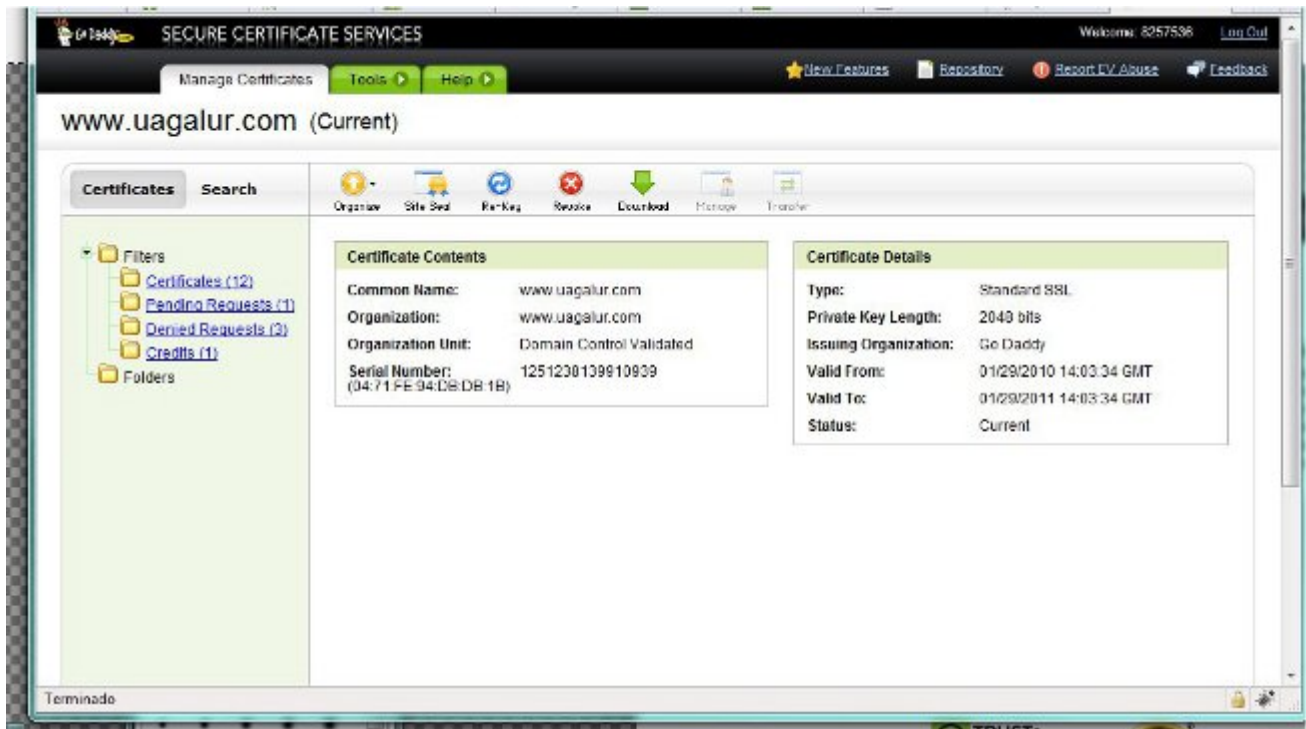 Go Daddy SECURE CERTIFICATE SERVICES Welcome: 8257536 Log Out
Manage Certificates Tools Help New Features Repository Report EV Abuse Feedback
www.uagalur.com (Current)
Certificates Search
Organize Site Seal Re-Key Revoke Download Manage Transfer
Filters
Certificates (12)
Pending Requests (1)
Denied Requests (3)
Credits (1)
Folders
Certificate Contents
Common Name: www.uagalur.com
Organization: www.uagalur.com
Organization Unit: Domain Control Validated
Serial Number: 1251238139910939
(04:71:FE:94:DB:DB:1B)
Certificate Details
Type: Standard SSL
Private Key Length: 2048 bits
Issuing Organization: Go Daddy
Valid From: 01/29/2010 14:03:34 GMT
Valid To: 01/29/2011 14:03:34 GMT
Status: Current
Terminado